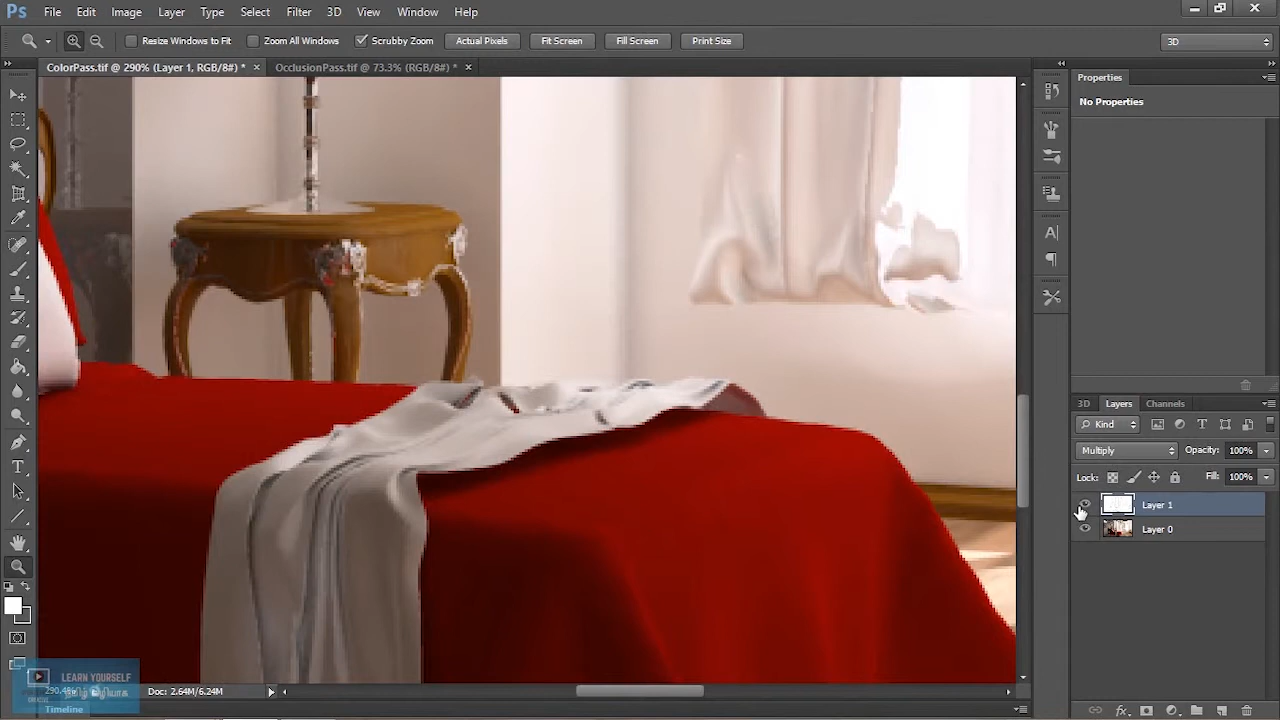 Ps File Edit Image Layer Type Select Filter 3D View Window Help
Resize Windows to Fit Zoom All Windows Scrubby Zoom Actual Pixels Fit Screen Fill Screen Print Size 3D
ColorPass.tif @ 290% (Layer 1, RGB/8#) * × OcclusionPass.tif @ 73.3% (RGB/8#) * ×
Properties
No Properties
3D Layers Channels
Kind
Multiply Opacity: 100%
Lock: Fill: 100%
Layer 1
Layer 0
LEARN YOURSELF
290.4% Doc: 2.64M/6.24M
Timeline